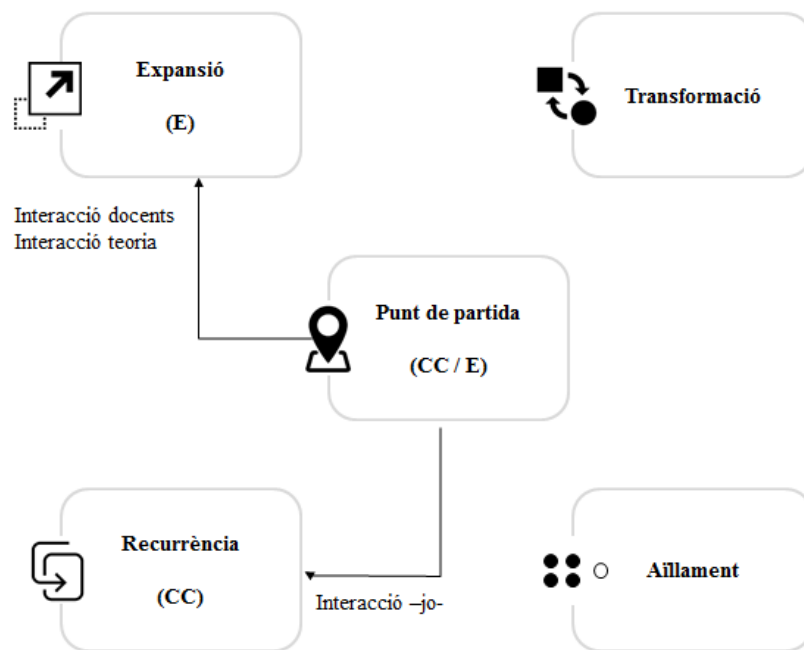 Expansió
(E)
Transformació
Interacció docents
Interacció teoria
Punt de partida
(CC / E)
Recurrència
(CC)
Interacció –jo-
Aïllament